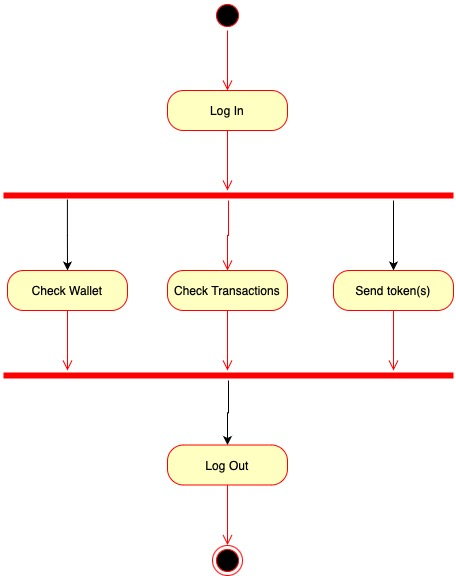 Log In
Check Wallet
Check Transactions
Send token(s)
Log Out